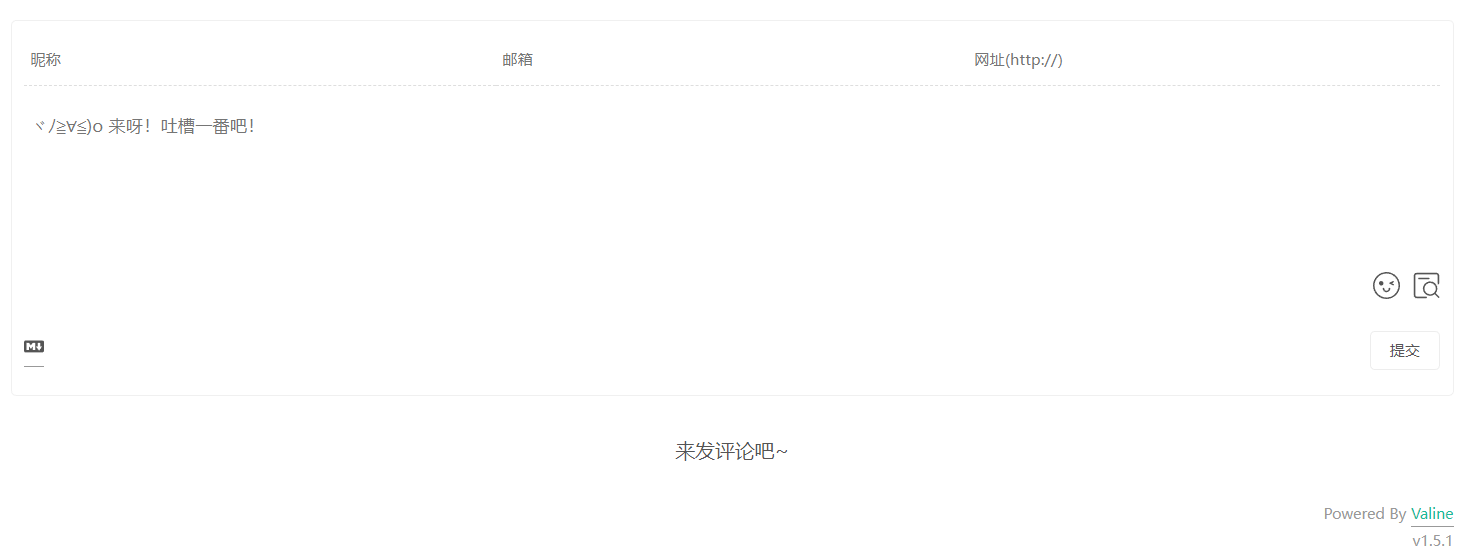 昵称 邮箱 网址(http://)
ヾﾉ≧∀≦)o 来呀！吐槽一番吧！
M↓
提交
来发评论吧~
Powered By Valine
v1.5.1